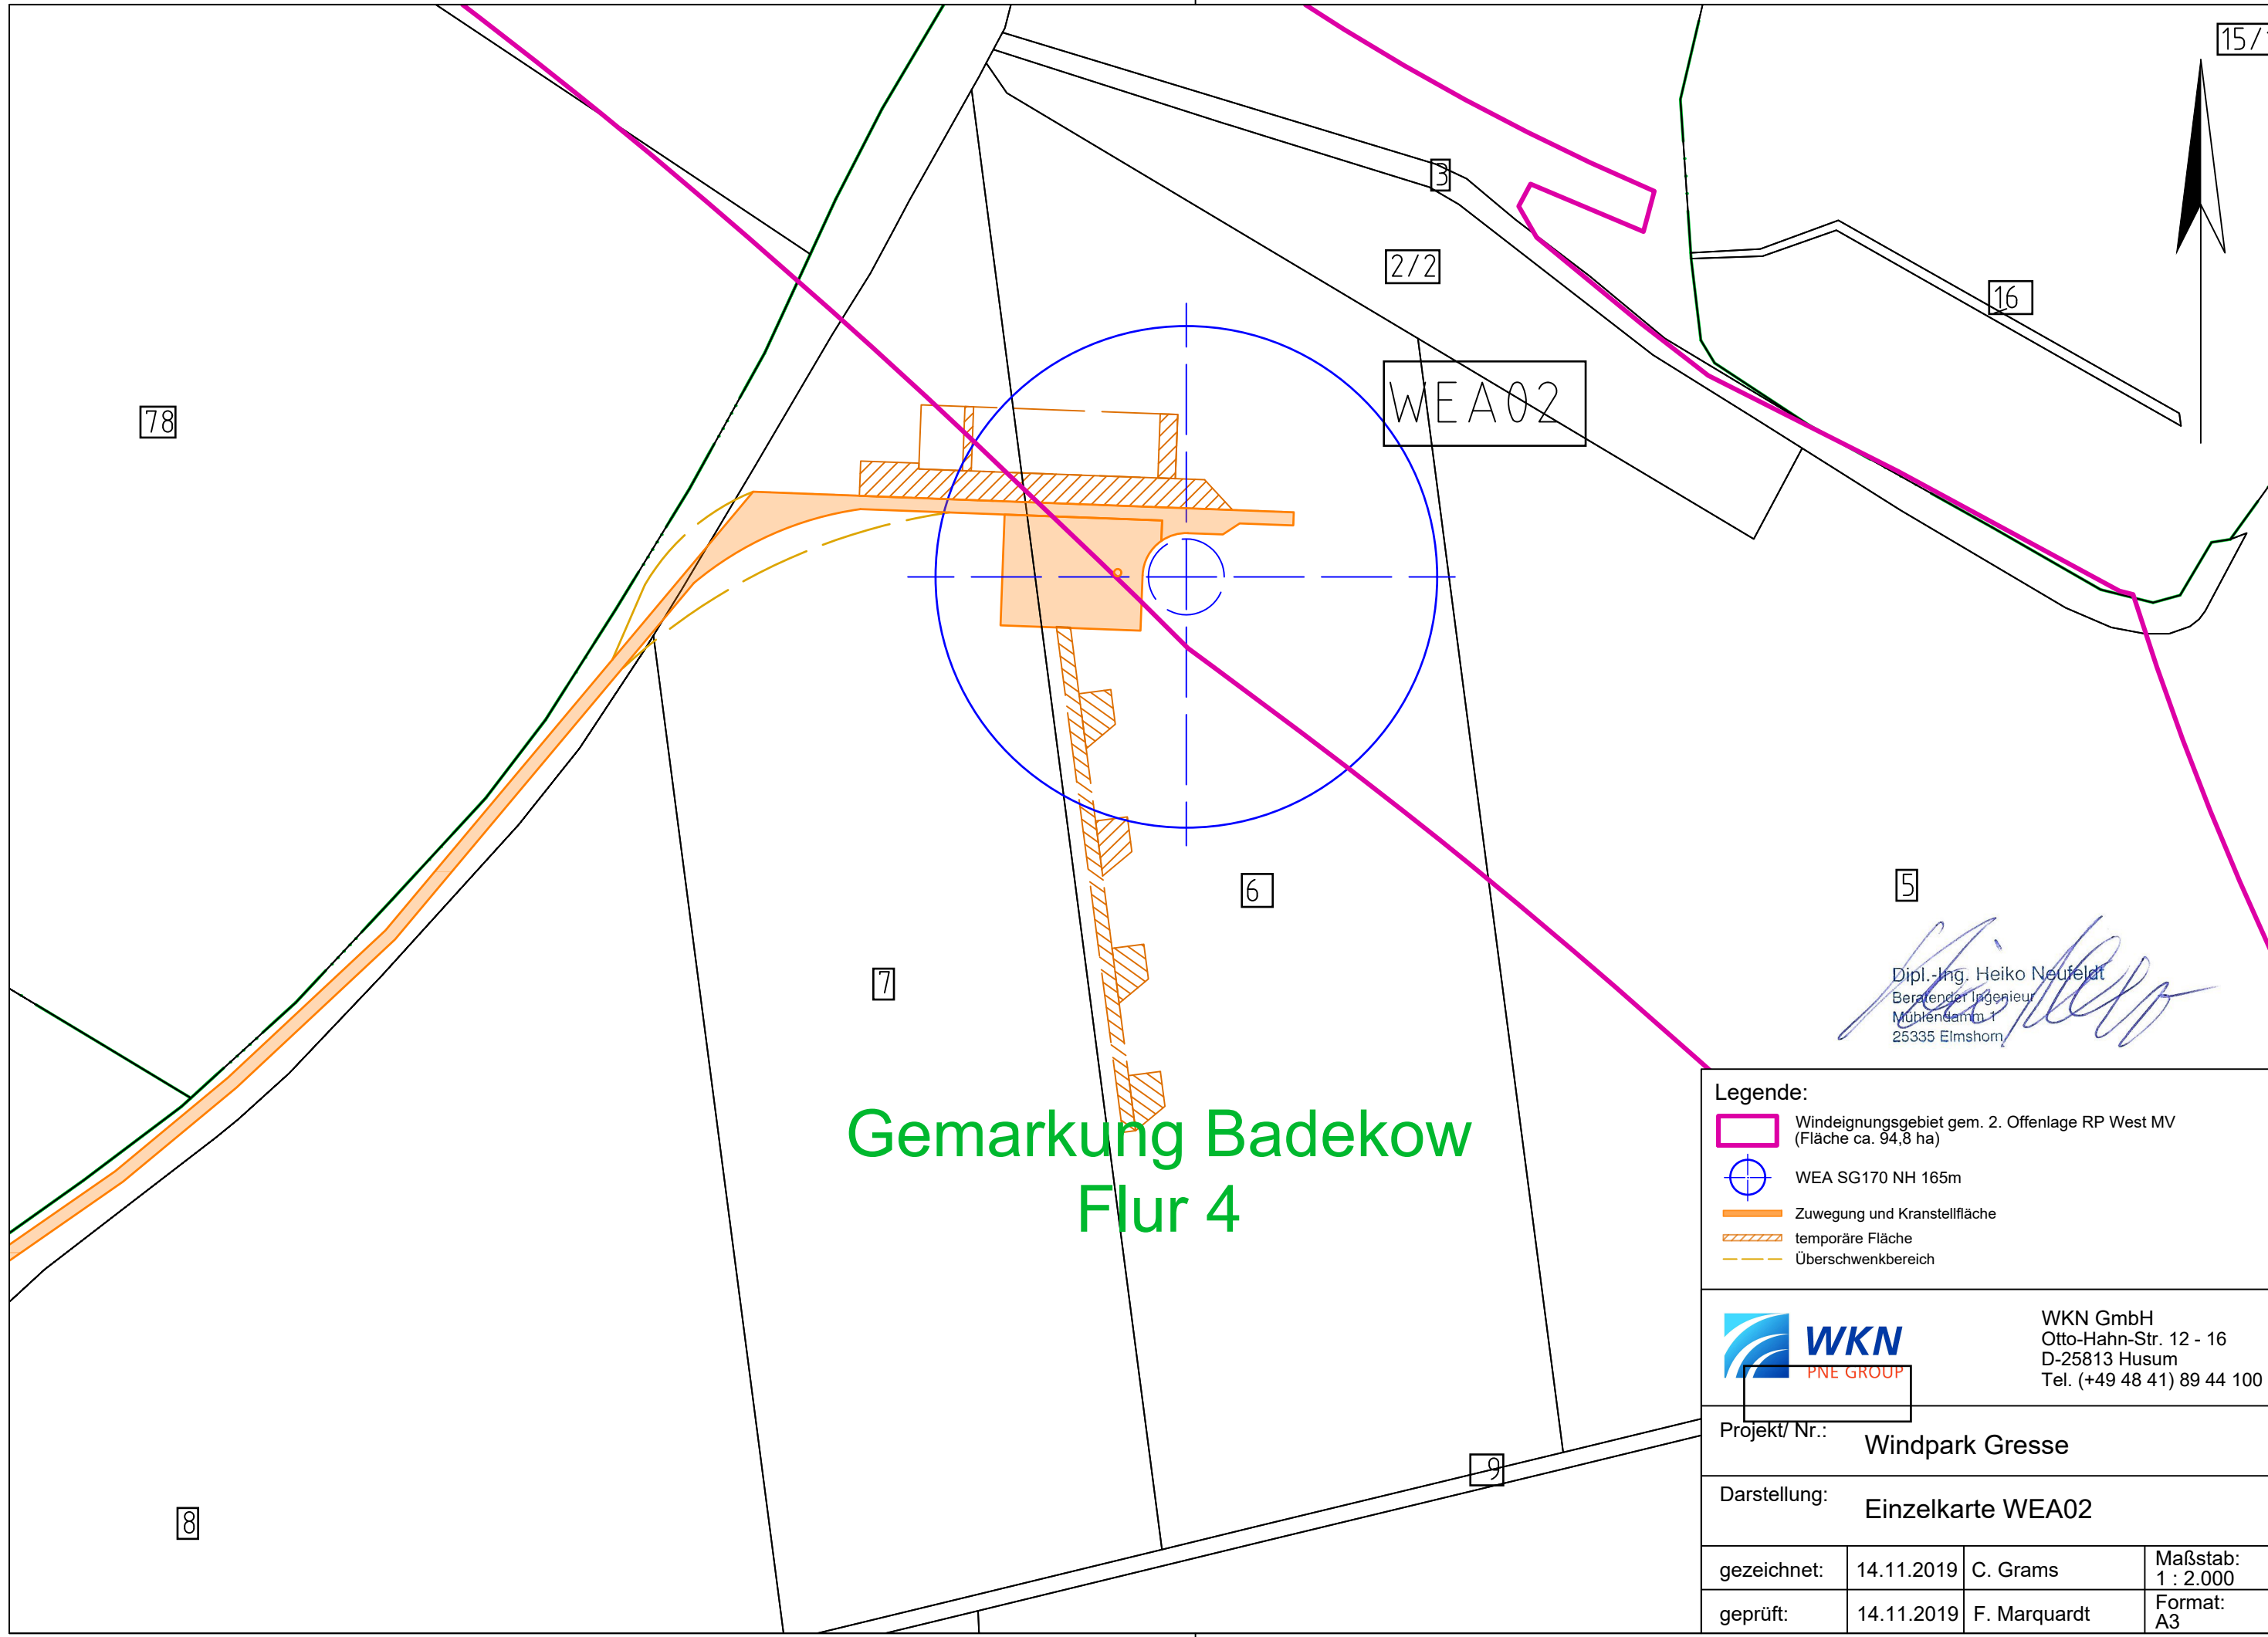 15/
3
2/2
16
WEA02
78
6
5
7
Dipl.-Ing. Heiko Neufeldt
Beratender Ingenieur
Mühlendamm 1
25335 Elmshorn
Gemarkung Badekow
Flur 4
9
8
Legende:
Windeignungsgebiet gem. 2. Offenlage RP West MV
(Fläche ca. 94,8 ha)
WEA SG170 NH 165m
Zuwegung und Kranstellfläche
temporäre Fläche
Überschwenkbereich
WKN
PNE GROUP
WKN GmbH
Otto-Hahn-Str. 12 - 16
D-25813 Husum
Tel. (+49 48 41) 89 44 100
Projekt/ Nr.:
Windpark Gresse
Darstellung:
Einzelkarte WEA02
gezeichnet: 14.11.2019 C. Grams
Maßstab:
1 : 2.000
geprüft: 14.11.2019 F. Marquardt
Format:
A3